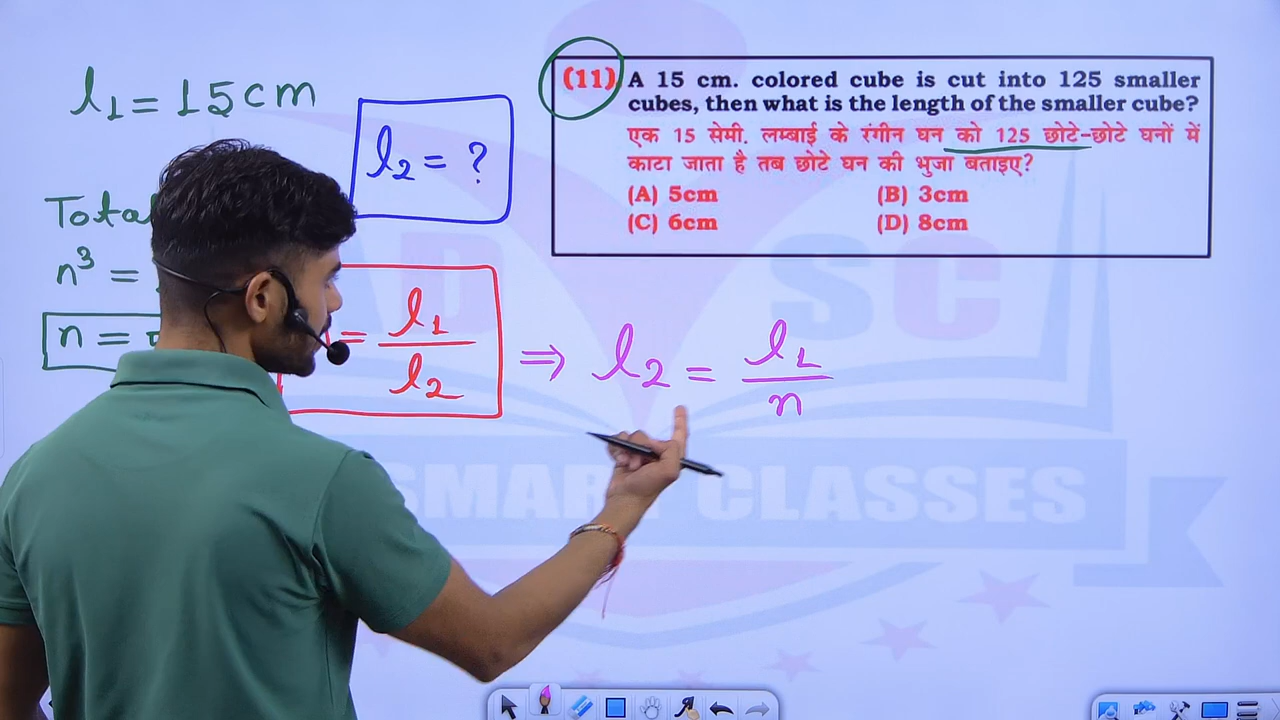 l₁ = 15cm
l₂ = ?
(11) A 15 cm. colored cube is cut into 125 smaller
cubes, then what is the length of the smaller cube?
एक 15 सेमी. लम्बाई के रंगीन घन को 125 छोटे-छोटे घनों में
काटा जाता है तब छोटे घन की भुजा बताइए?
(A) 5cm (B) 3cm
(C) 6cm (D) 8cm
n³ =
n =
= l₁/l₂ ⇒ l₂ = l₁/n
SC
CLASSES